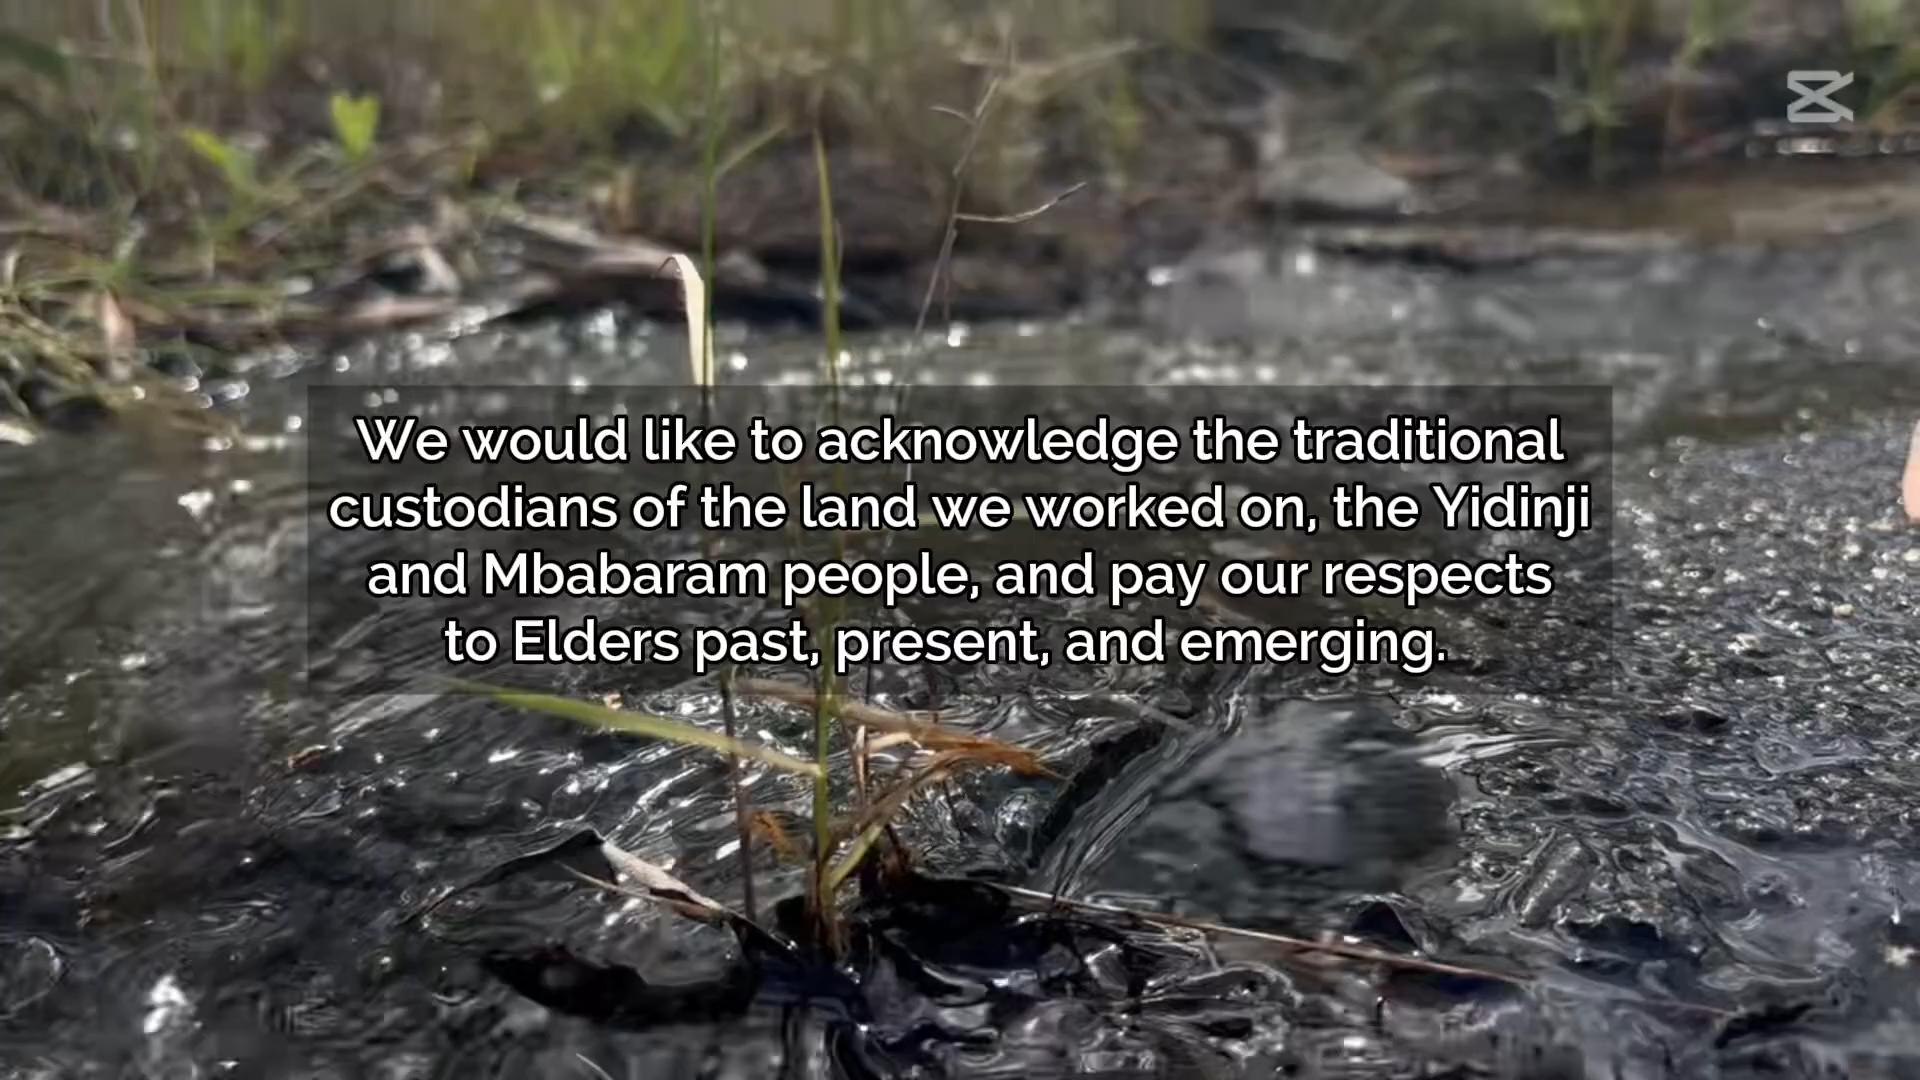 We would like to acknowledge the traditional
custodians of the land we worked on, the Yidinji
and Mbabaram people, and pay our respects
to Elders past, present, and emerging.